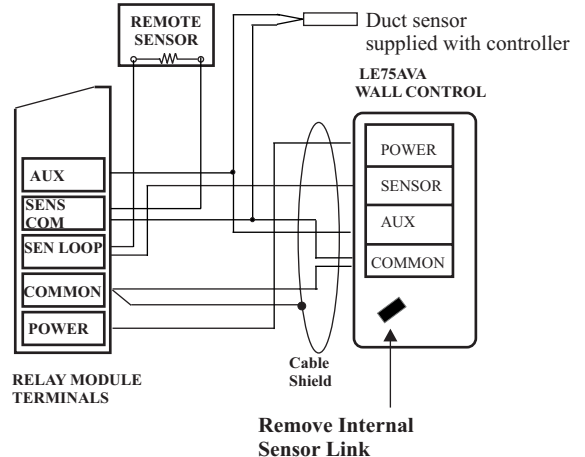 REMOTE
SENSOR
Duct sensor
supplied with controller
LE75AVA
WALL CONTROL
AUX
SENS
COM
SEN LOOP
COMMON
POWER
POWER
SENSOR
AUX
COMMON
Cable
Shield
RELAY MODULE
TERMINALS
Remove Internal
Sensor Link